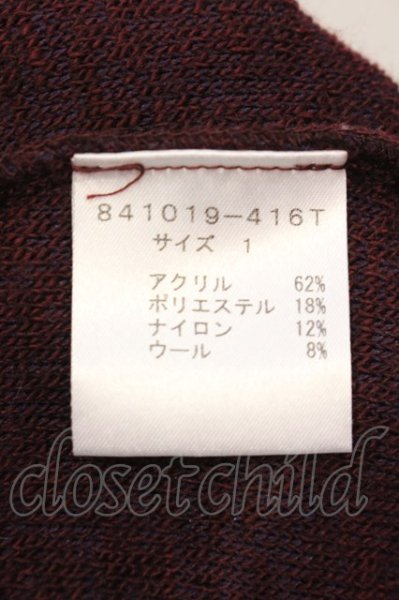 841019-416T
サイズ 1
アクリル 62%
ポリエステル 18%
ナイロン 12%
ウール 8%
closetchild